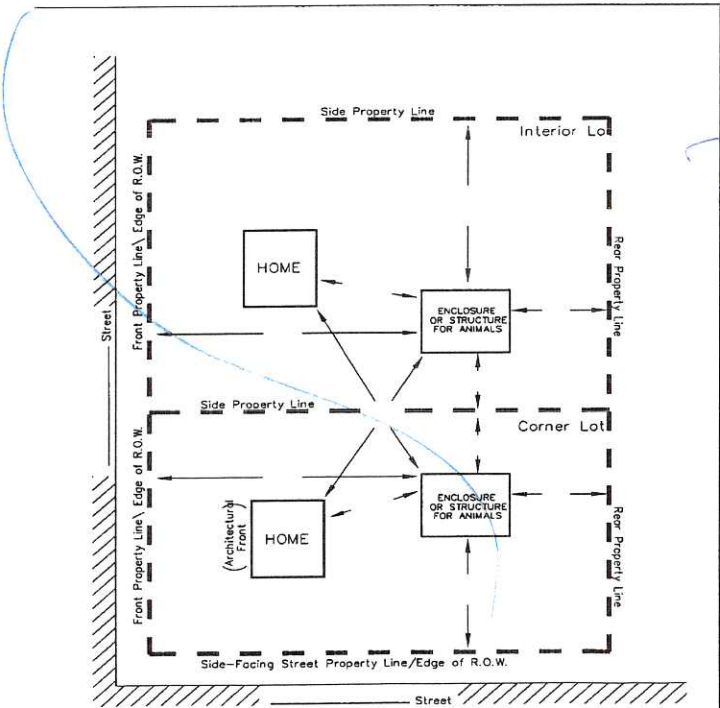 Side Property Line
Interior Lo
Front Property Line\ Edge of R.O.W.
Rear Property Line
HOME
ENCLOSURE
OR STRUCTURE
FOR ANIMALS
Street
Side Property Line
Corner Lot
Front Property Line\ Edge of R.O.W.
(Architectural
Front)
HOME
ENCLOSURE
OR STRUCTURE
FOR ANIMALS
Rear Property Line
Side-Facing Street Property Line/Edge of R.O.W.
Street